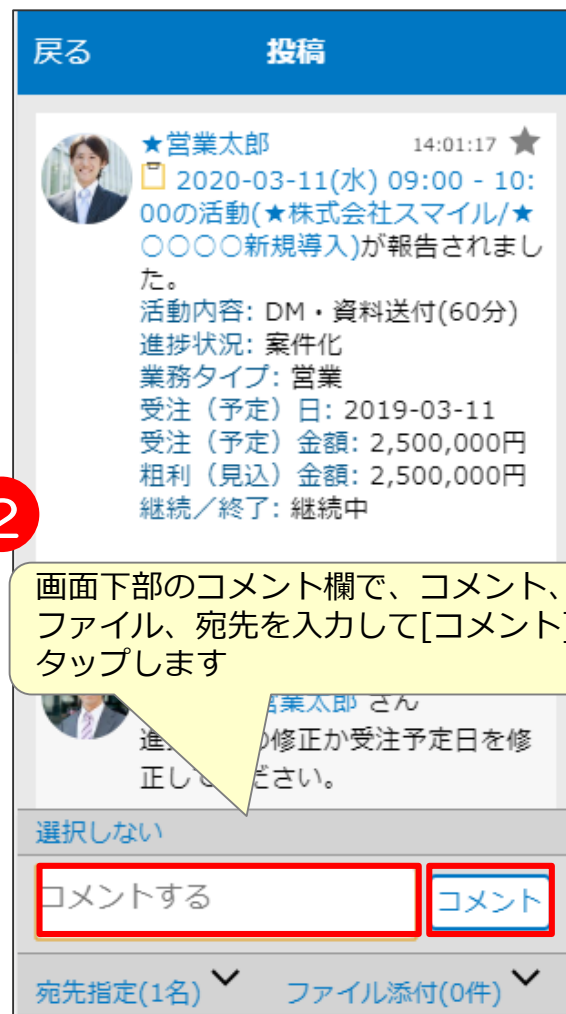 戻る 投稿
★営業太郎 14:01:17 ★
2020-03-11(水) 09:00 - 10:
00の活動(★株式会社スマイル/★
○○○○新規導入)が報告されまし
た。
活動内容: DM・資料送付(60分)
進捗状況: 案件化
業務タイプ: 営業
受注（予定）日: 2019-03-11
受注（予定）金額: 2,500,000円
粗利（見込）金額: 2,500,000円
継続／終了: 継続中
2
画面下部のコメント欄で、コメント、
ファイル、宛先を入力して[コメント]
タップします
営業太郎 さん
進 の修正か受注予定日を修
正して ださい。
選択しない
コメントする コメント
宛先指定(1名) ファイル添付(0件)